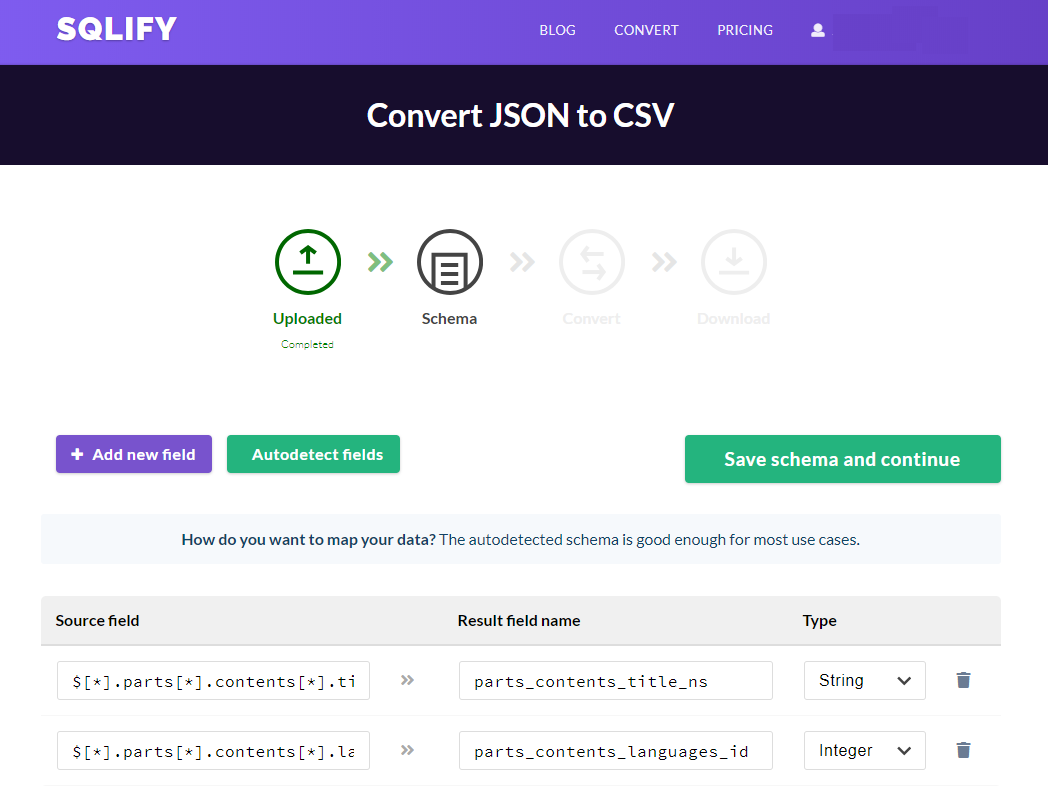 SQLIFY
BLOG CONVERT PRICING
Convert JSON to CSV
Uploaded Schema Convert Download
Completed
Add new field Autodetect fields Save schema and continue
How do you want to map your data? The autodetected schema is good enough for most use cases.
Source field Result field name Type
$[*].parts[*].contents[*].ti parts_contents_title_ns String
$[*].parts[*].contents[*].la parts_contents_languages_id Integer